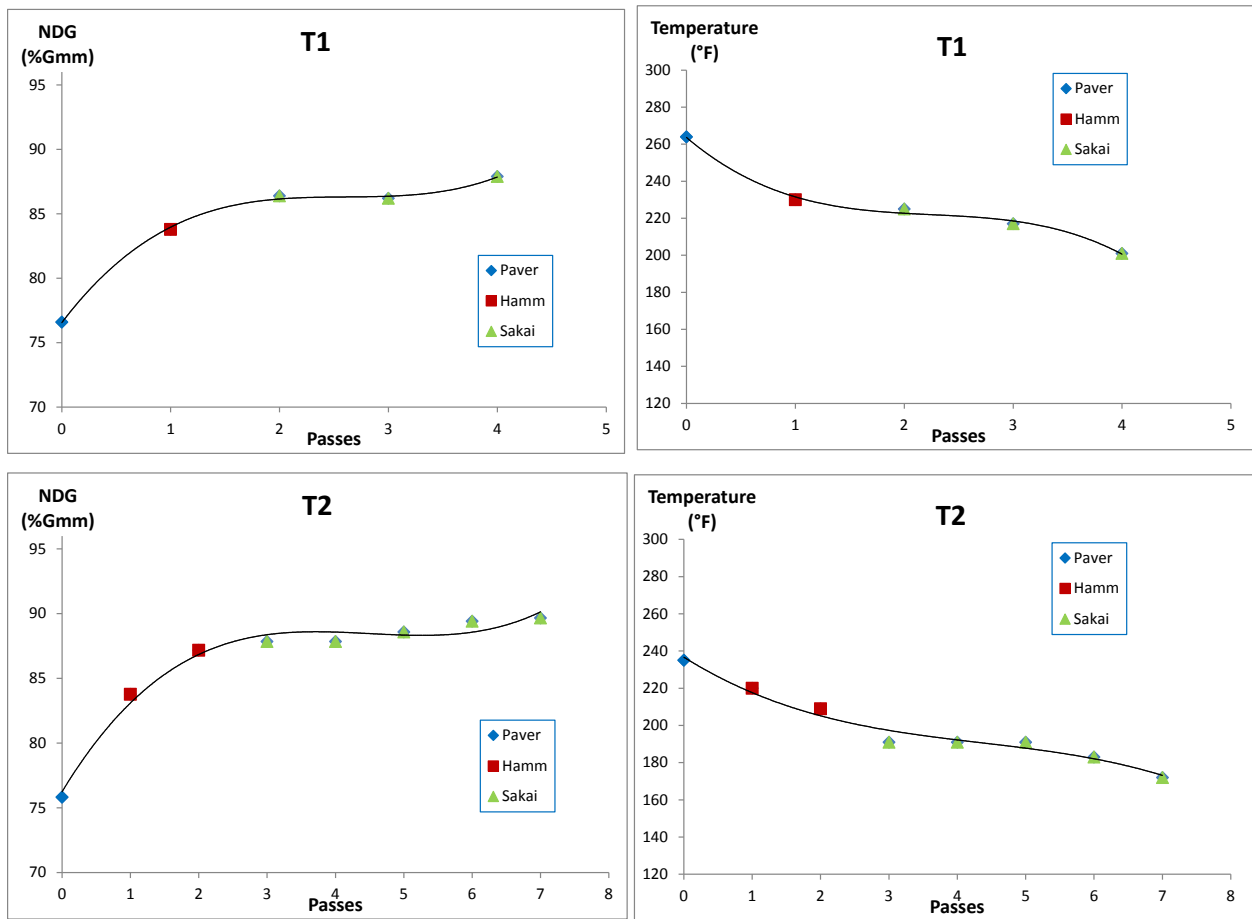 NDG
(%Gmm)
T1
95
90
85
80
75
70
0 1 2 3 4 5
Passes
Paver
Hamm
Sakai
Temperature
(°F)
T1
300
280
260
240
220
200
180
160
140
120
0 1 2 3 4 5
Passes
Paver
Hamm
Sakai
NDG
(%Gmm)
T2
95
90
85
80
75
70
0 1 2 3 4 5 6 7 8
Passes
Paver
Hamm
Sakai
Temperature
(°F)
T2
300
280
260
240
220
200
180
160
140
120
0 1 2 3 4 5 6 7 8
Passes
Paver
Hamm
Sakai